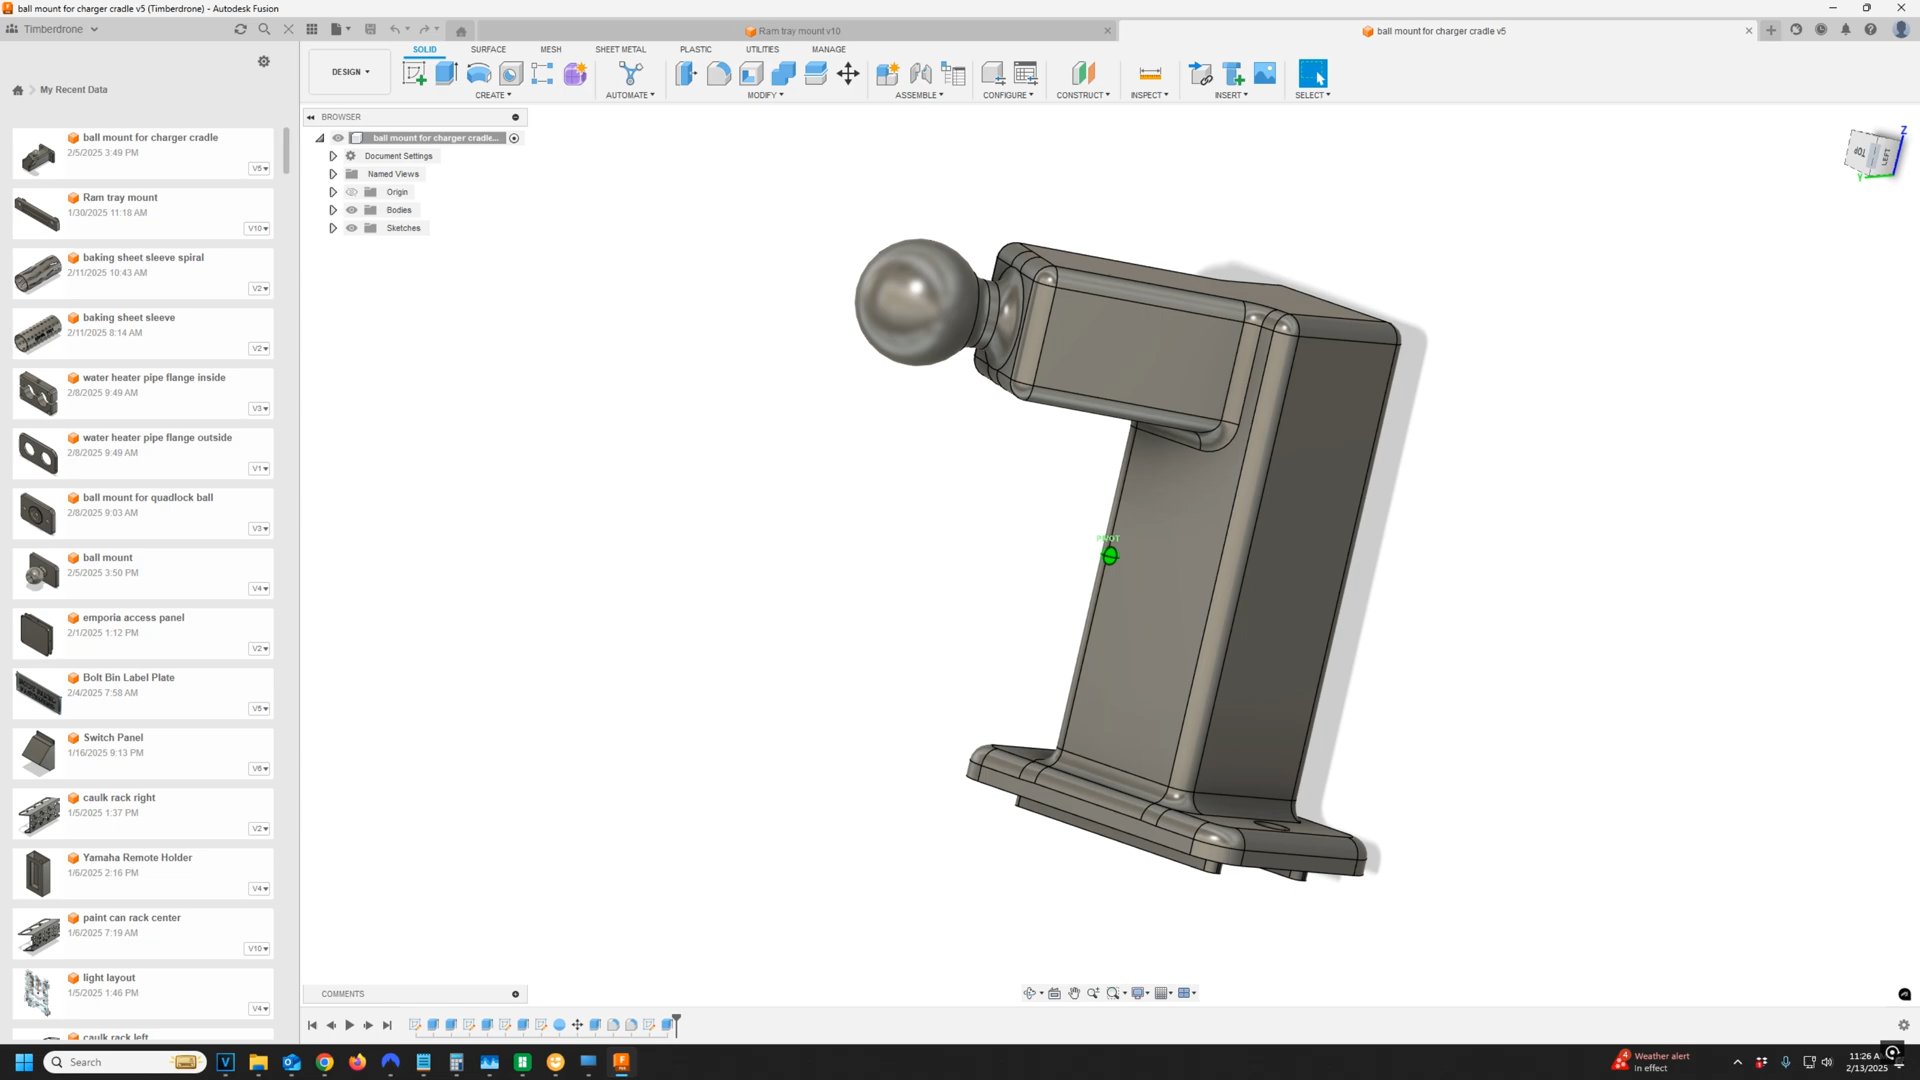 ball mount for charger cradle v5 (Timberdrone) - Autodesk Fusion
Timberdrone
Ram tray mount v10
ball mount for charger cradle v5
DESIGN
SOLID
SURFACE
MESH
SHEET METAL
PLASTIC
UTILITIES
MANAGE
CREATE
AUTOMATE
MODIFY
ASSEMBLE
CONFIGURE
CONSTRUCT
INSPECT
INSERT
SELECT
My Recent Data
ball mount for charger cradle
2/5/2025 3:49 PM
V5
Ram tray mount
1/30/2025 11:18 AM
V10
baking sheet sleeve spiral
2/11/2025 10:43 AM
V2
baking sheet sleeve
2/11/2025 8:14 AM
V2
water heater pipe flange inside
2/8/2025 9:49 AM
V3
water heater pipe flange outside
2/8/2025 9:49 AM
V1
ball mount for quadlock ball
2/8/2025 9:03 AM
V3
ball mount
2/5/2025 3:50 PM
V4
emporia access panel
2/1/2025 1:12 PM
V2
Bolt Bin Label Plate
2/4/2025 7:58 AM
V5
Switch Panel
1/16/2025 9:13 PM
V6
caulk rack right
1/5/2025 1:37 PM
V2
Yamaha Remote Holder
1/6/2025 2:16 PM
V4
paint can rack center
1/6/2025 7:19 AM
V10
light layout
1/5/2025 1:46 PM
V4
caulk rack left
BROWSER
ball mount for charger cradle...
Document Settings
Named Views
Origin
Bodies
Sketches
TOP
LEFT
Z
Y
PIVOT
COMMENTS
Search
Weather alert
In effect
11:26 A
2/13/2025